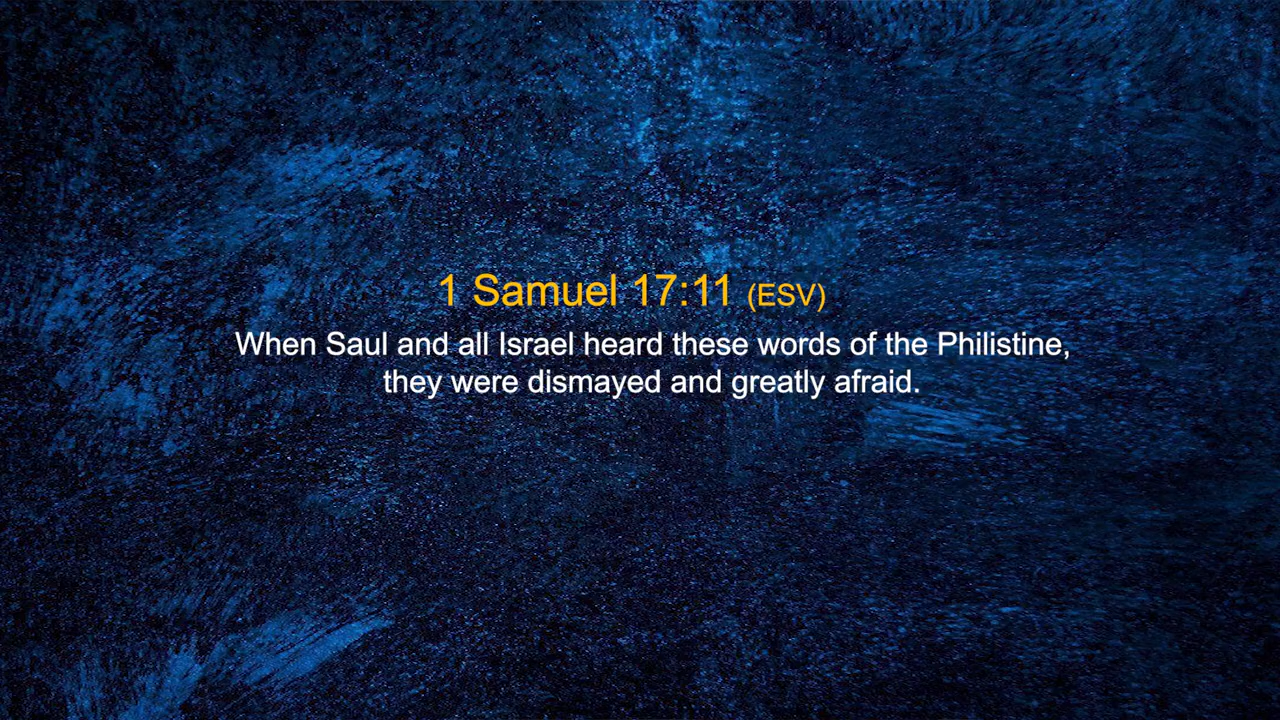 1 Samuel 17:11 (ESV)
When Saul and all Israel heard these words of the Philistine,
they were dismayed and greatly afraid.